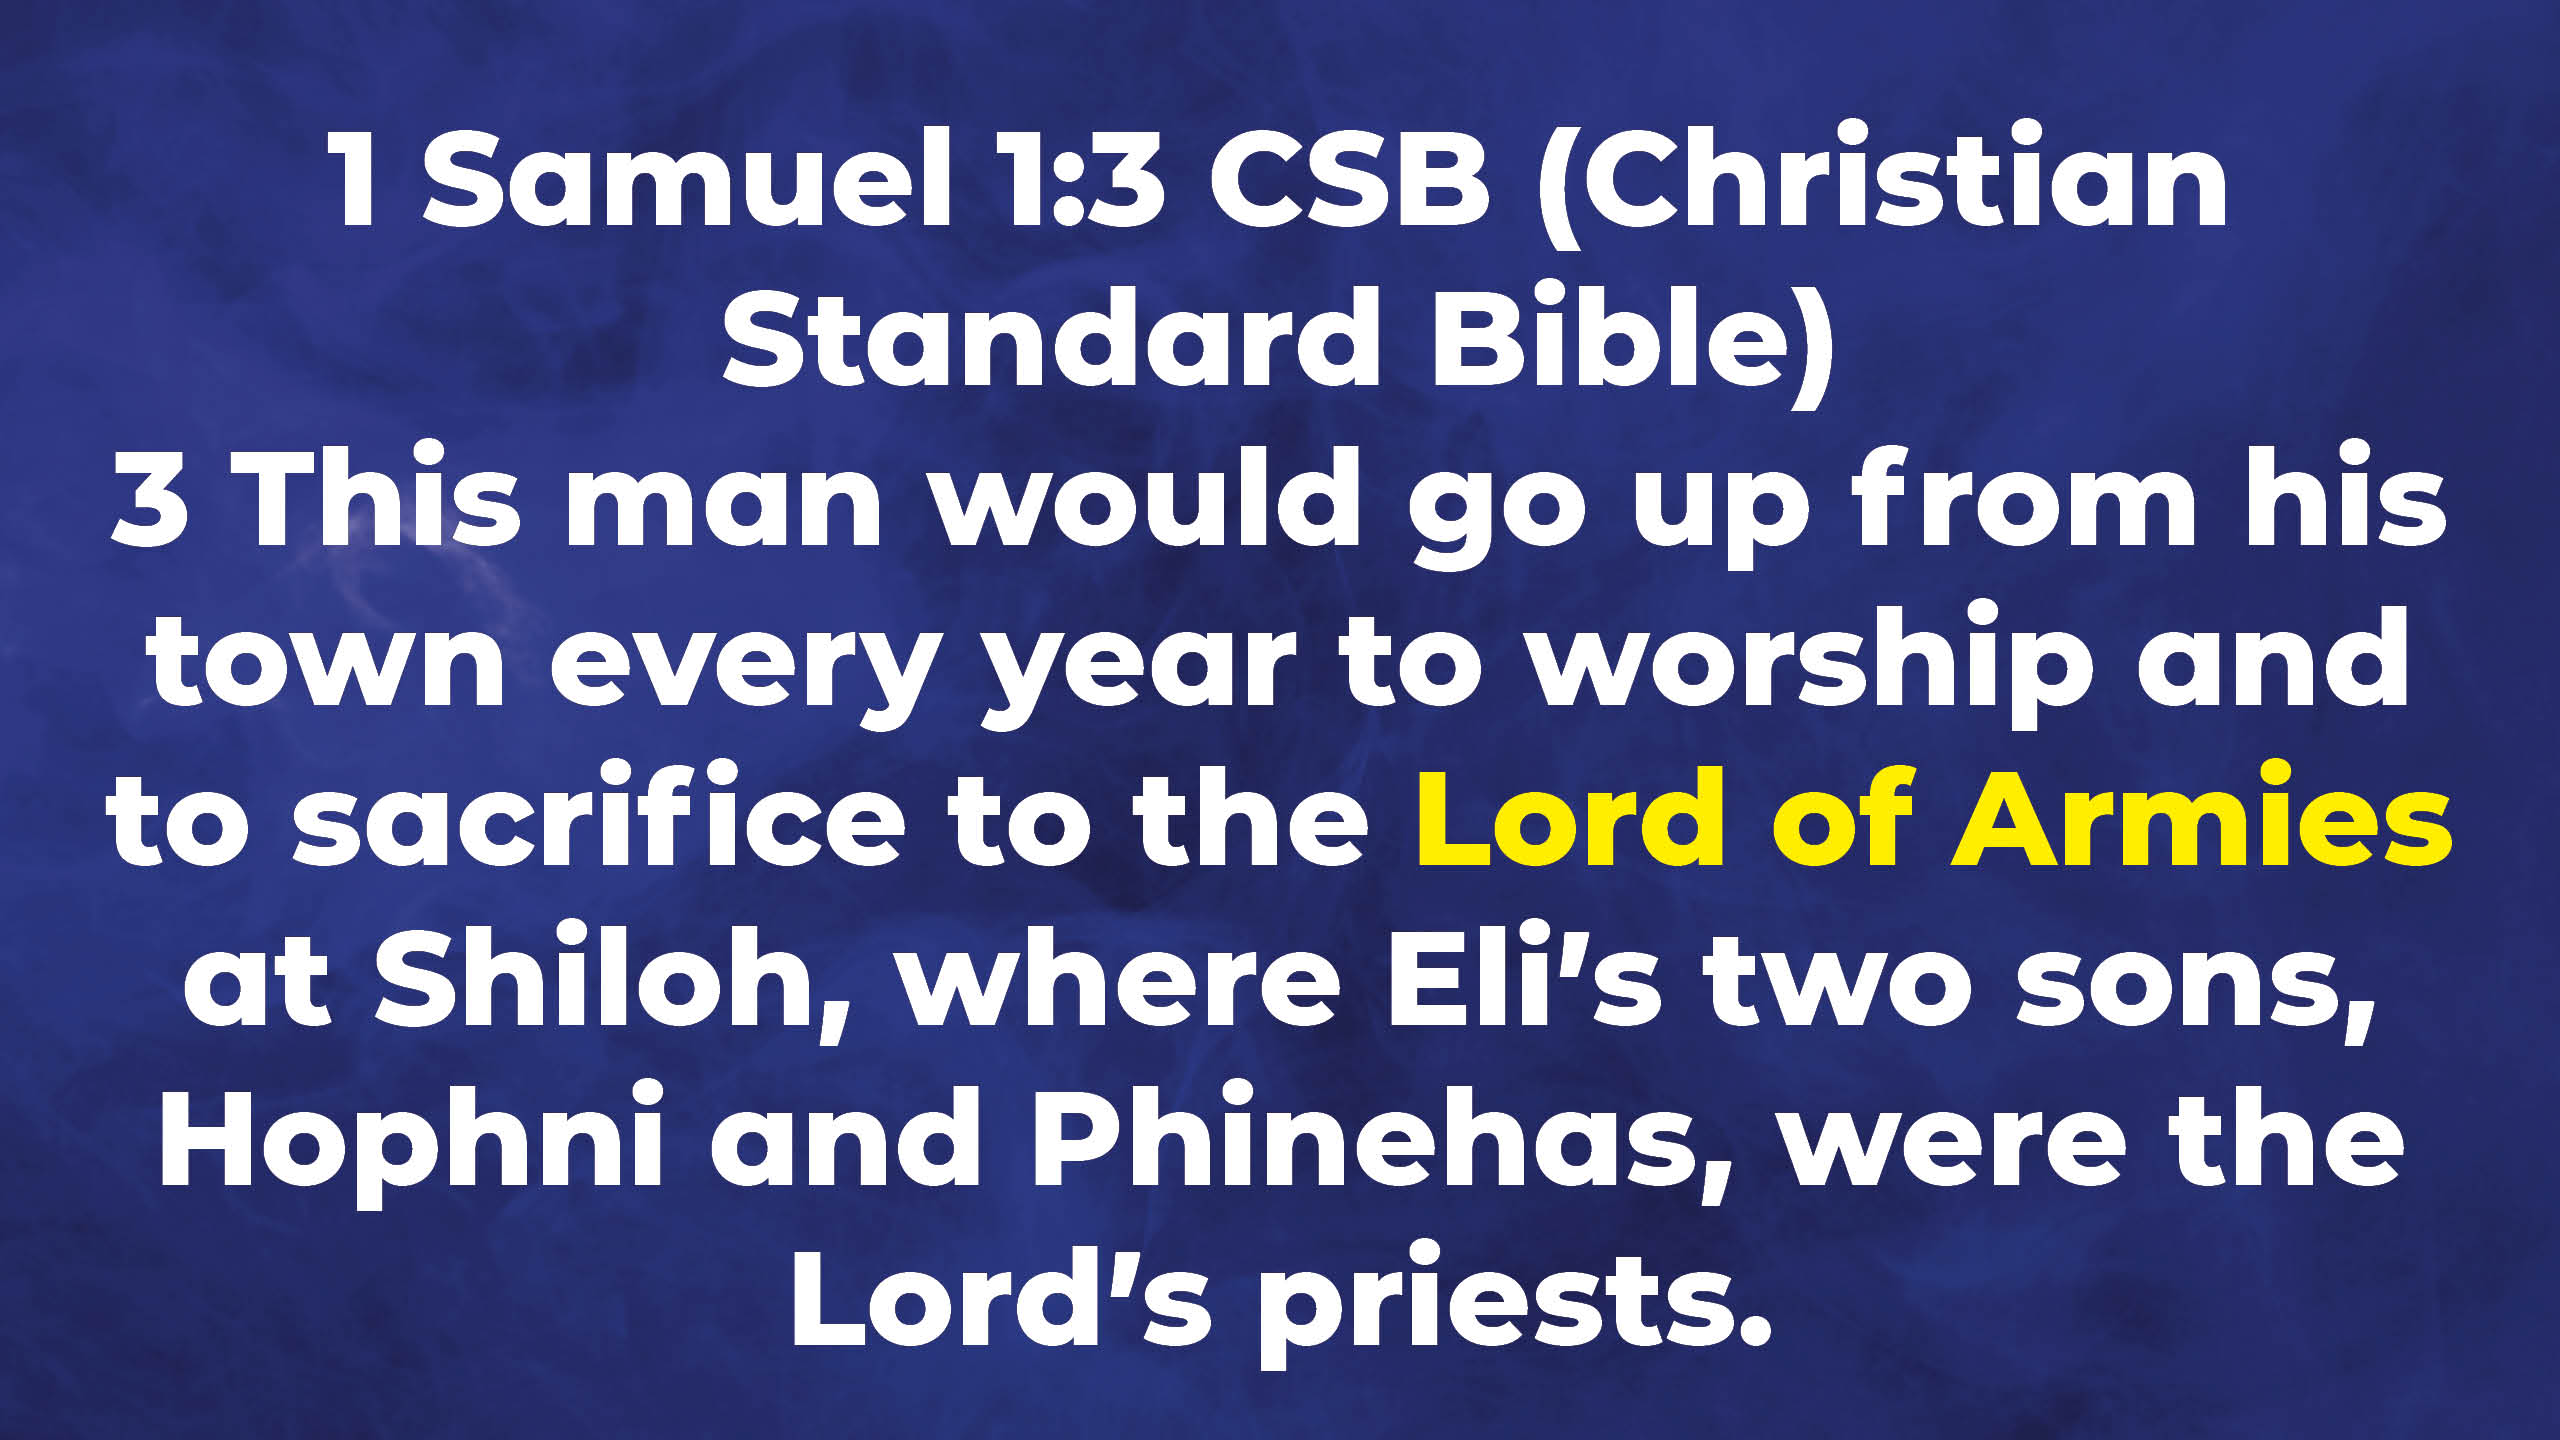 1 Samuel 1:3 CSB (Christian
Standard Bible)
3 This man would go up from his
town every year to worship and
to sacrifice to the Lord of Armies
at Shiloh, where Eli’s two sons,
Hophni and Phinehas, were the
Lord’s priests.